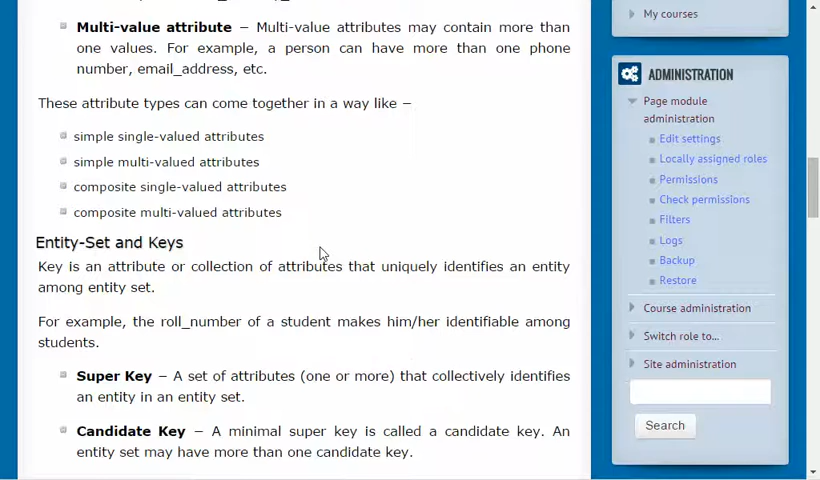 Multi-value attribute − Multi-value attributes may contain more than
one values. For example, a person can have more than one phone
number, email_address, etc.
These attribute types can come together in a way like −
simple single-valued attributes
simple multi-valued attributes
composite single-valued attributes
composite multi-valued attributes
Entity-Set and Keys
Key is an attribute or collection of attributes that uniquely identifies an entity
among entity set.
For example, the roll_number of a student makes him/her identifiable among
students.
Super Key − A set of attributes (one or more) that collectively identifies
an entity in an entity set.
Candidate Key − A minimal super key is called a candidate key. An
entity set may have more than one candidate key.
My courses
ADMINISTRATION
Page module
administration
Edit settings
Locally assigned roles
Permissions
Check permissions
Filters
Logs
Backup
Restore
Course administration
Switch role to...
Site administration
Search